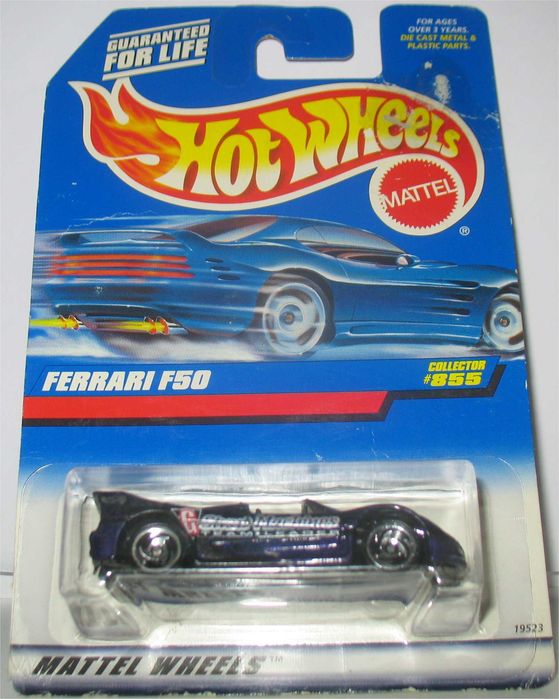 GUARANTEED
FOR LIFE
FOR AGES
OVER 3 YEARS.
DIE CAST METAL &
PLASTIC PARTS.
HOT WHEELS
MATTEL
®
FERRARI F50
COLLECTOR
#855
19523
MATTEL WHEELS™